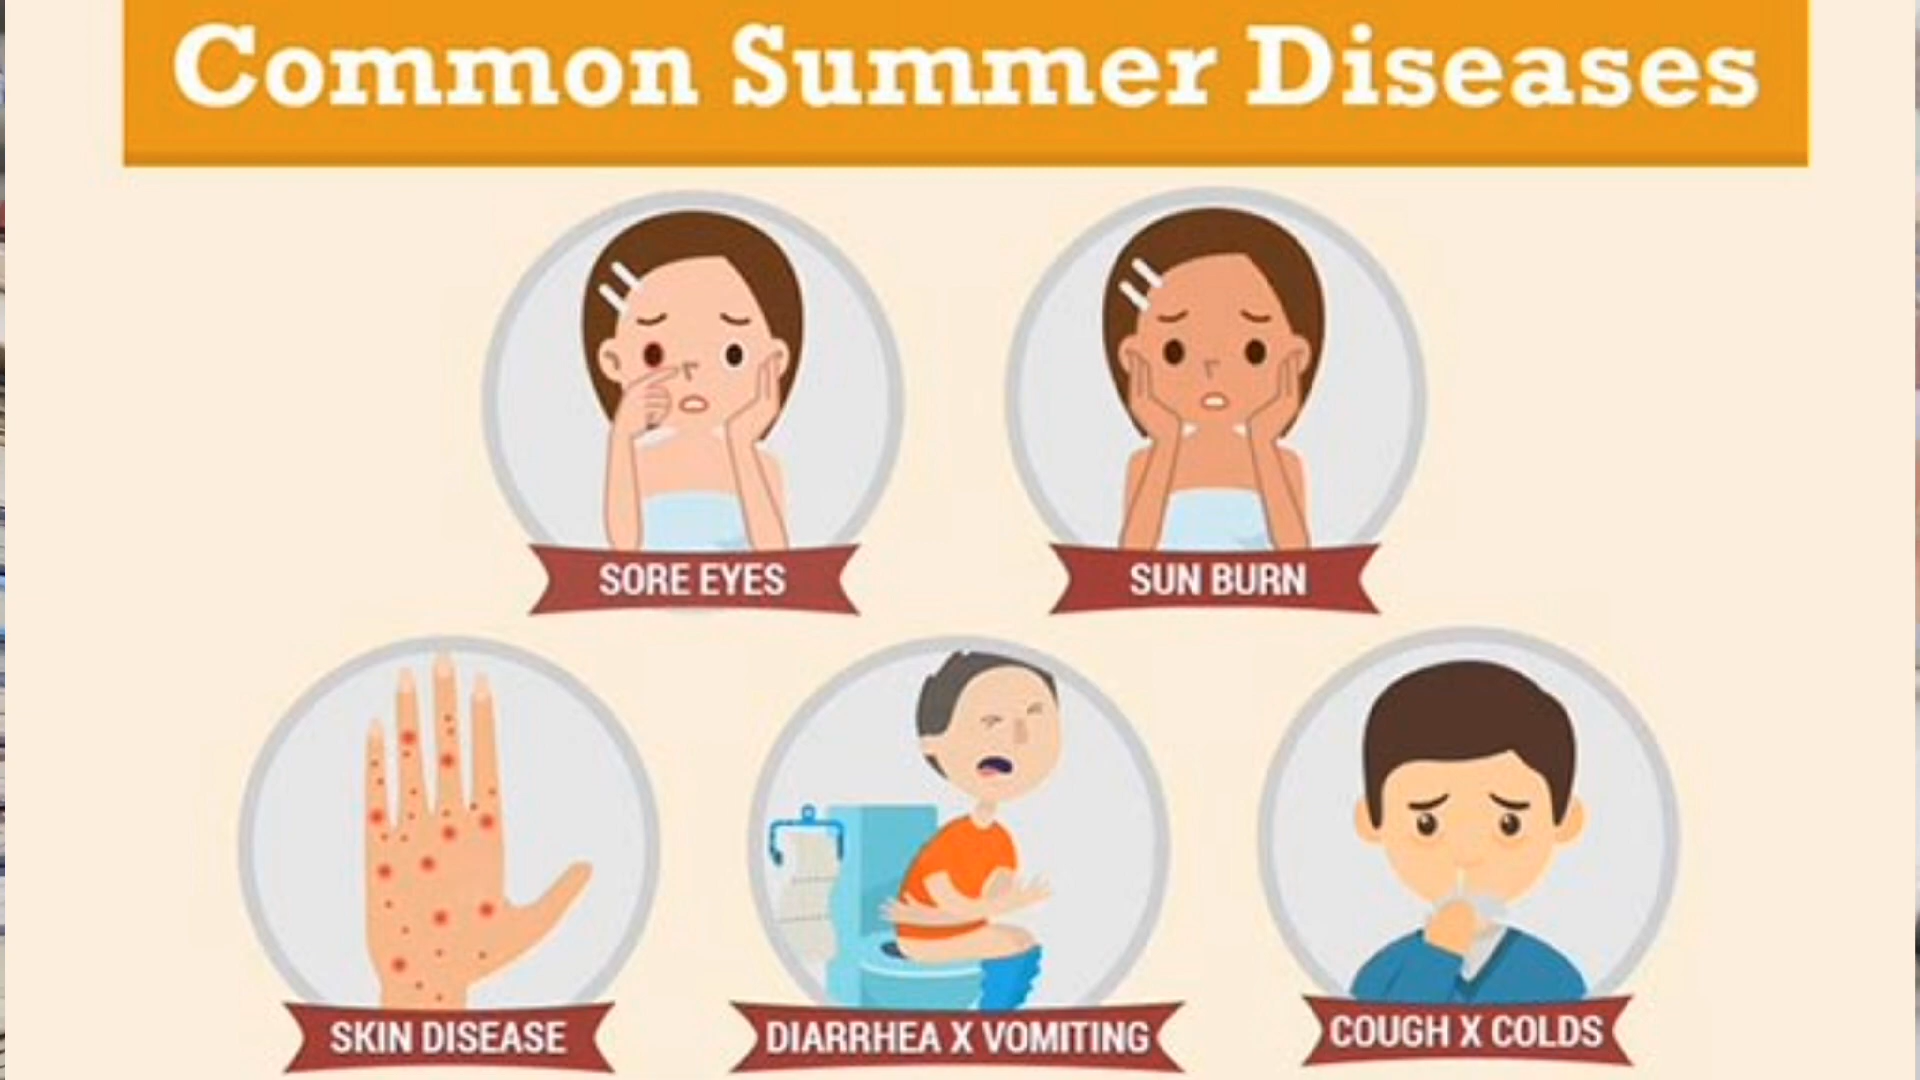 Common Summer Diseases
SORE EYES
SUN BURN
SKIN DISEASE
DIARRHEA X VOMITING
COUGH X COLDS